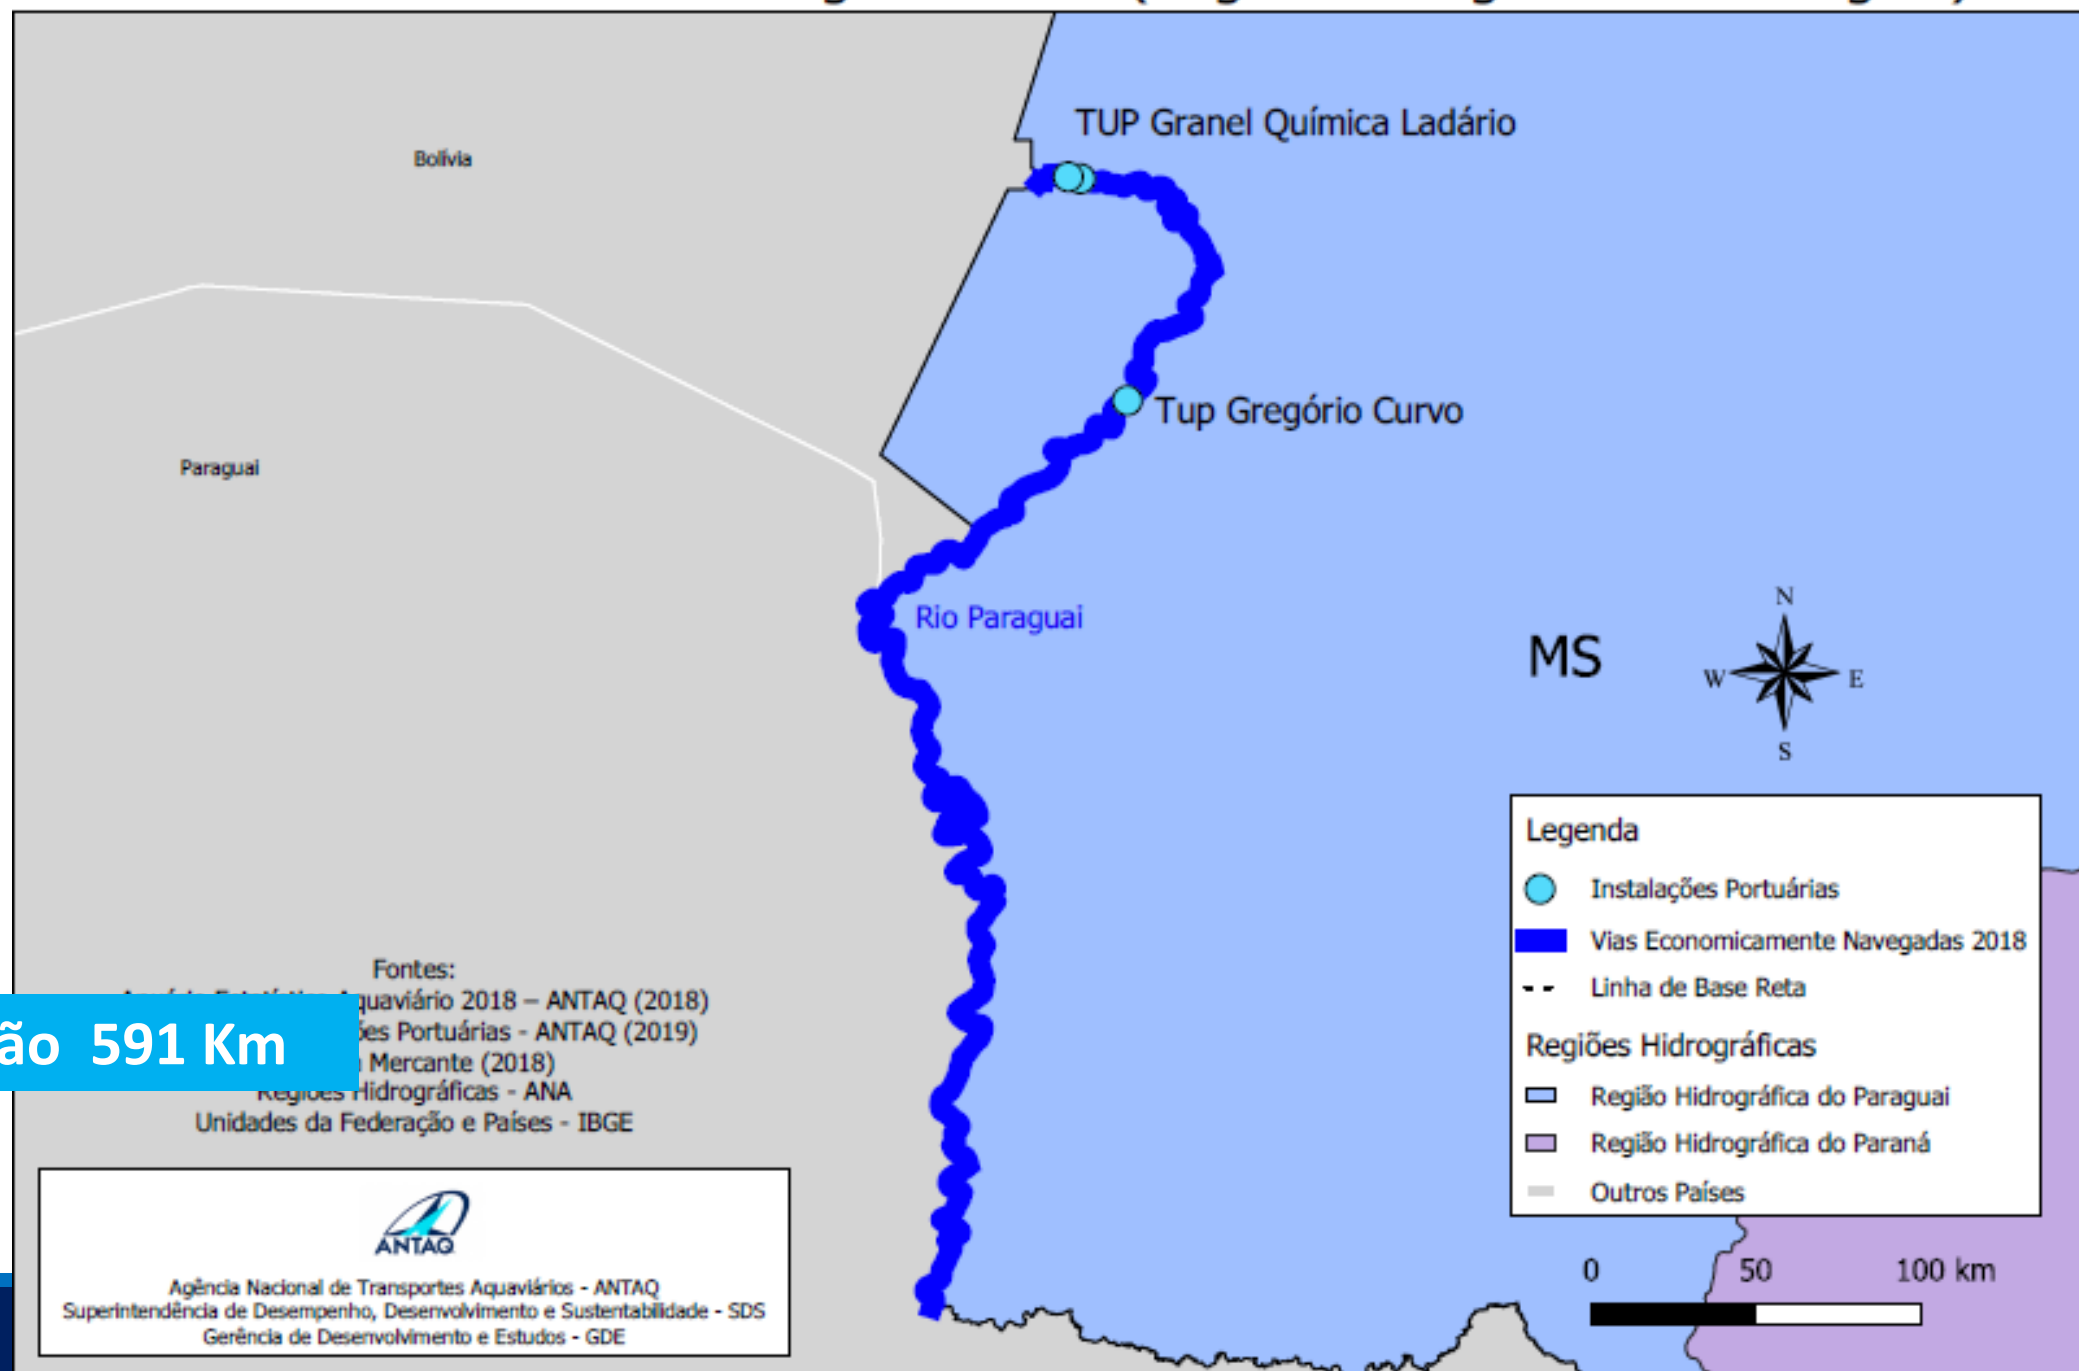 TUP Granel Química Ladário
Bolívia
Tup Gregório Curvo
Paraguai
Rio Paraguai
MS
N
W
E
S
Legenda
Instalações Portuárias
Vias Economicamente Navegadas 2018
Linha de Base Reta
Regiões Hidrográficas
Região Hidrográfica do Paraguai
Região Hidrográfica do Paraná
Outros Países
0 50 100 km
Fontes:
2018 – ANTAQ (2018)
Portuárias - ANTAQ (2019)
Mercante (2018)
Regiões Hidrográficas - ANA
Unidades da Federação e Países - IBGE
591 Km
ANTAQ
Agência Nacional de Transportes Aquaviários - ANTAQ
Superintendência de Desempenho, Desenvolvimento e Sustentabilidade - SDS
Gerência de Desenvolvimento e Estudos - GDE